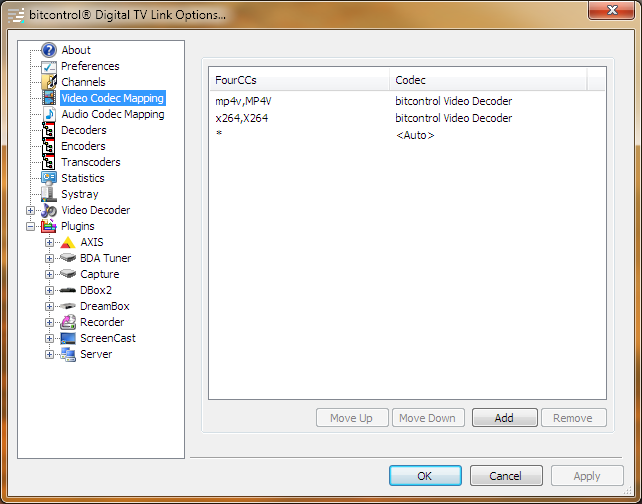 bitcontrol® Digital TV Link Options...
About
Preferences
Channels
Video Codec Mapping
Audio Codec Mapping
Decoders
Encoders
Transcoders
Statistics
Systray
Video Decoder
Plugins
AXIS
BDA Tuner
Capture
DBox2
DreamBox
Recorder
ScreenCast
Server
FourCCs Codec
mp4v,MP4V bitcontrol Video Decoder
x264,X264 bitcontrol Video Decoder
* <Auto>
Move Up Move Down Add Remove
OK Cancel Apply